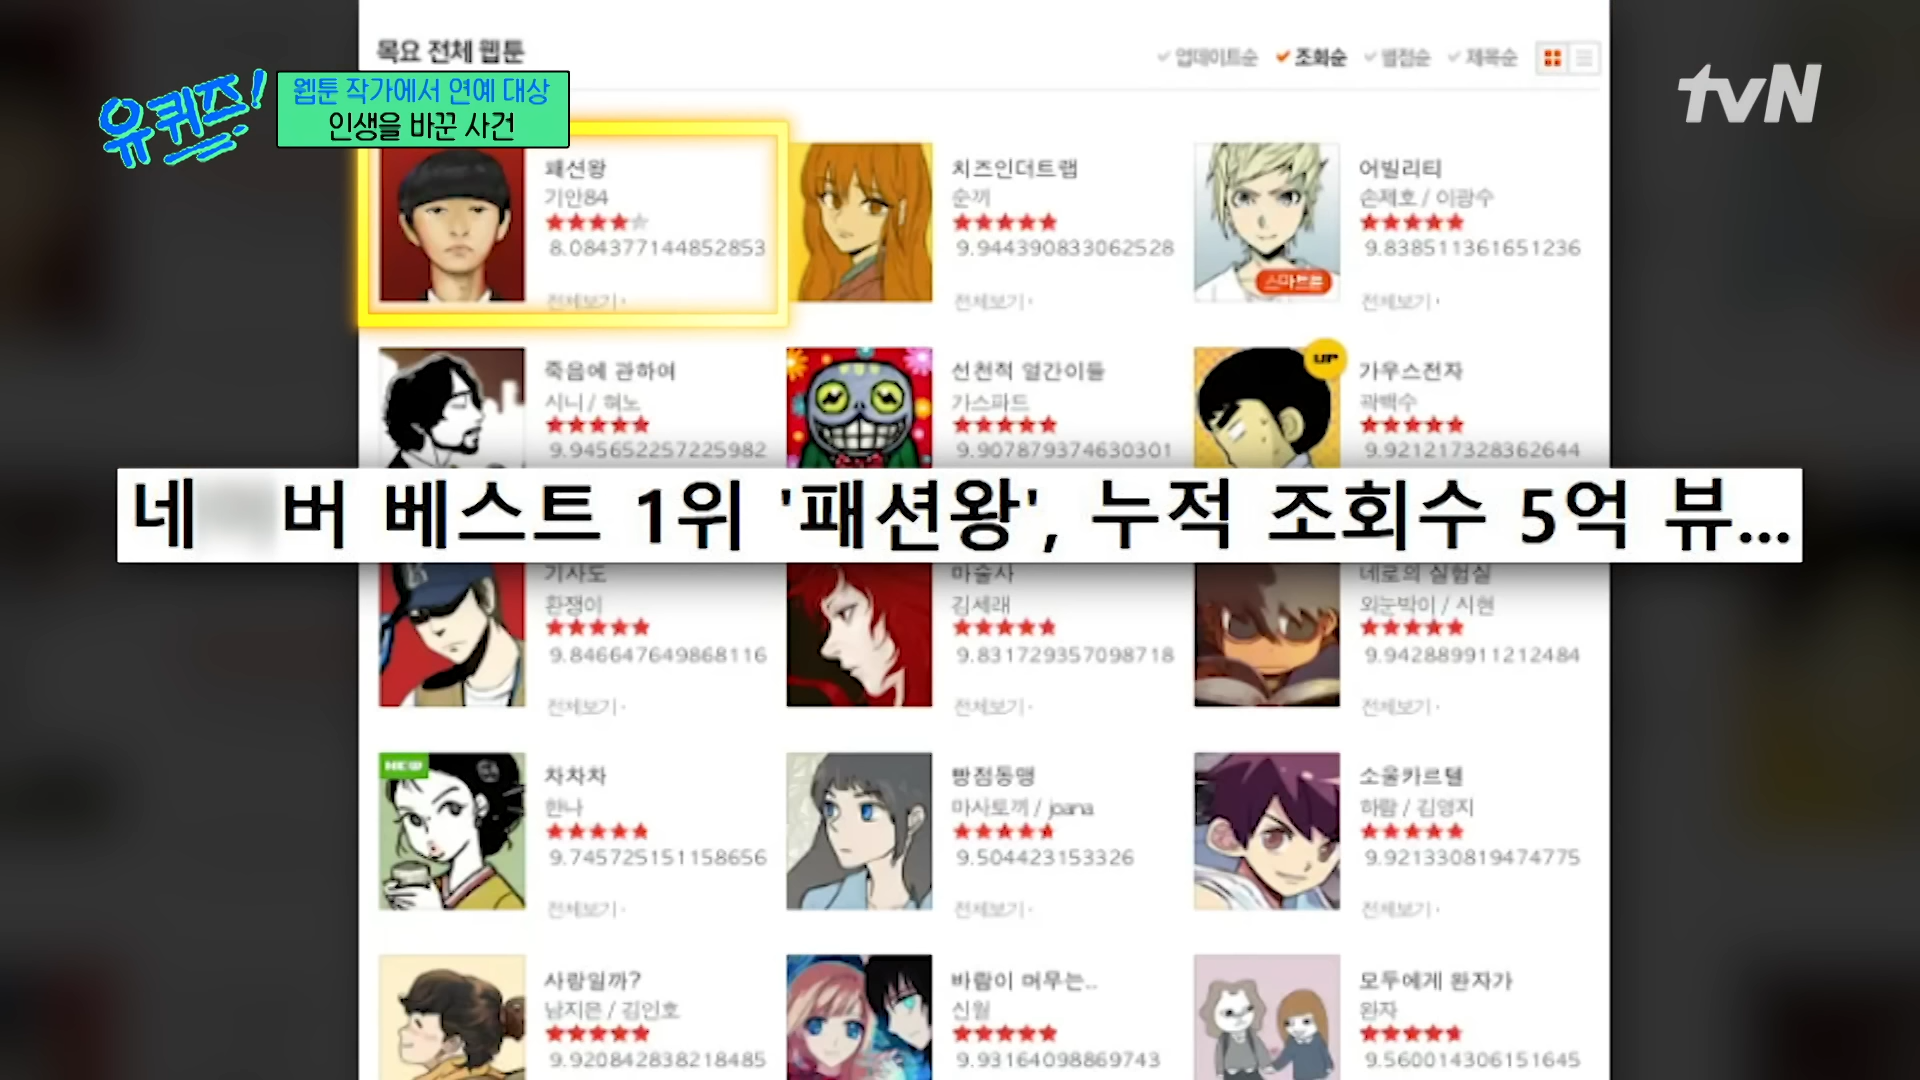 목요 전체 웹툰
업데이트순 조회순 별점순 제목순
유퀴즈!
웹툰 작가에서 연예 대상
인생을 바꾼 사건
tvN
패션왕
기안84
8.084377144852853
전체보기
치즈인더트랩
순끼
9.944390833062528
전체보기
어빌리티
손제호 / 이광수
9.838511361651236
스마트툰
전체보기
죽음에 관하여
시니 / 혀노
9.945652257225982
선천적 얼간이들
가스파드
9.907879374630301
UP
가우스전자
곽백수
9.921217328362644
네 버 베스트 1위 '패션왕', 누적 조회수 5억 뷰...
기사도
환쟁이
9.846647649868116
전체보기
마술사
김세래
9.831729357098718
전체보기
네로의 실험실
외눈박이 / 시현
9.942889911212484
전체보기
NEW
차차차
한나
9.745725151158656
전체보기
빵점동맹
마사토끼 / joana
9.504423153326
전체보기
소울카르텔
하람 / 김영지
9.921330819474775
전체보기
사랑일까?
남지은 / 김인호
9.920842838218485
바람이 머무는..
신월
9.93164098869743
모두에게 완자가
완자
9.560014306151645